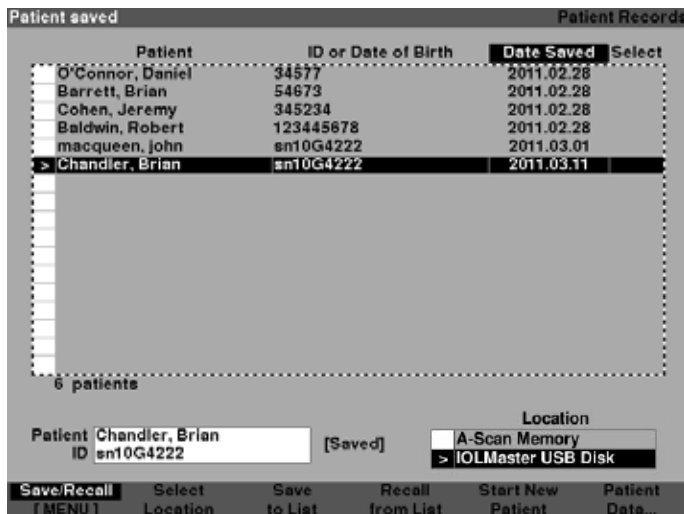 Patient saved Patient Records
Patient ID or Date of Birth Date Saved Select
O'Connor, Daniel 34577 2011.02.28
Barrett, Brian 54673 2011.02.28
Cohen, Jeremy 345234 2011.02.28
Baldwin, Robert 123445678 2011.02.28
macqueen, john sn10G4222 2011.03.01
> Chandler, Brian sn10G4222 2011.03.11
6 patients
Location
Patient Chandler, Brian [Saved] A-Scan Memory
ID sn10G4222 > IOLMaster USB Disk
Save/Recall Select Save Recall Start New Patient
[MENU] Location to List from List Patient Data...